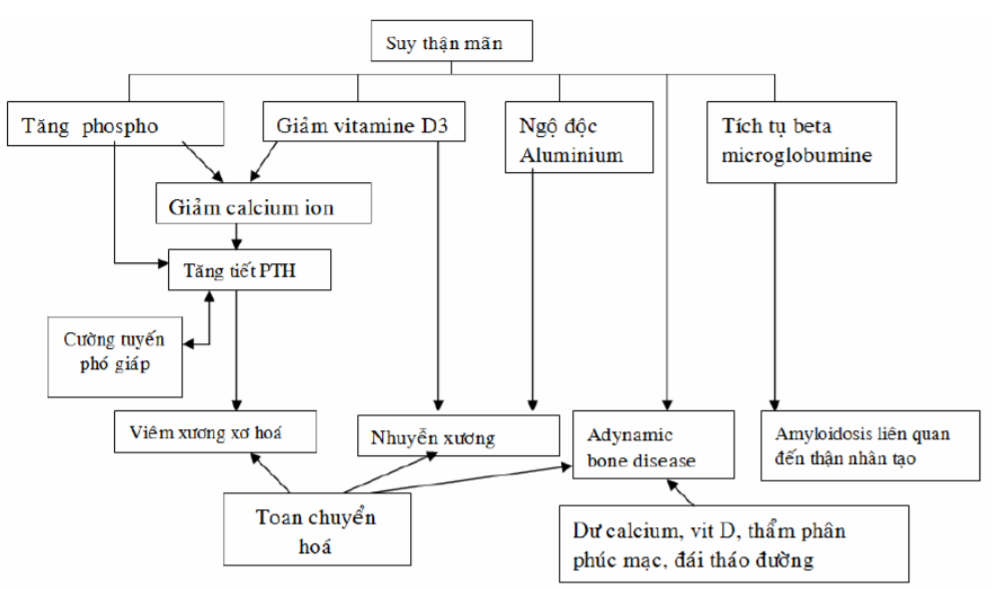 Suy thận mãn
Tăng phospho
Giảm vitamine D3
Ngộ độc
Aluminium
Tích tụ beta
microglobumine
Giảm calcium ion
Tăng tiết PTH
Cường tuyến
phó giáp
Viêm xương xơ hoá
Nhuyễn xương
Adynamic
bone disease
Amyloidosis liên quan
đến thận nhân tạo
Toan chuyển
hoá
Dư calcium, vit D, thẩm phân
phúc mạc, đái tháo đường